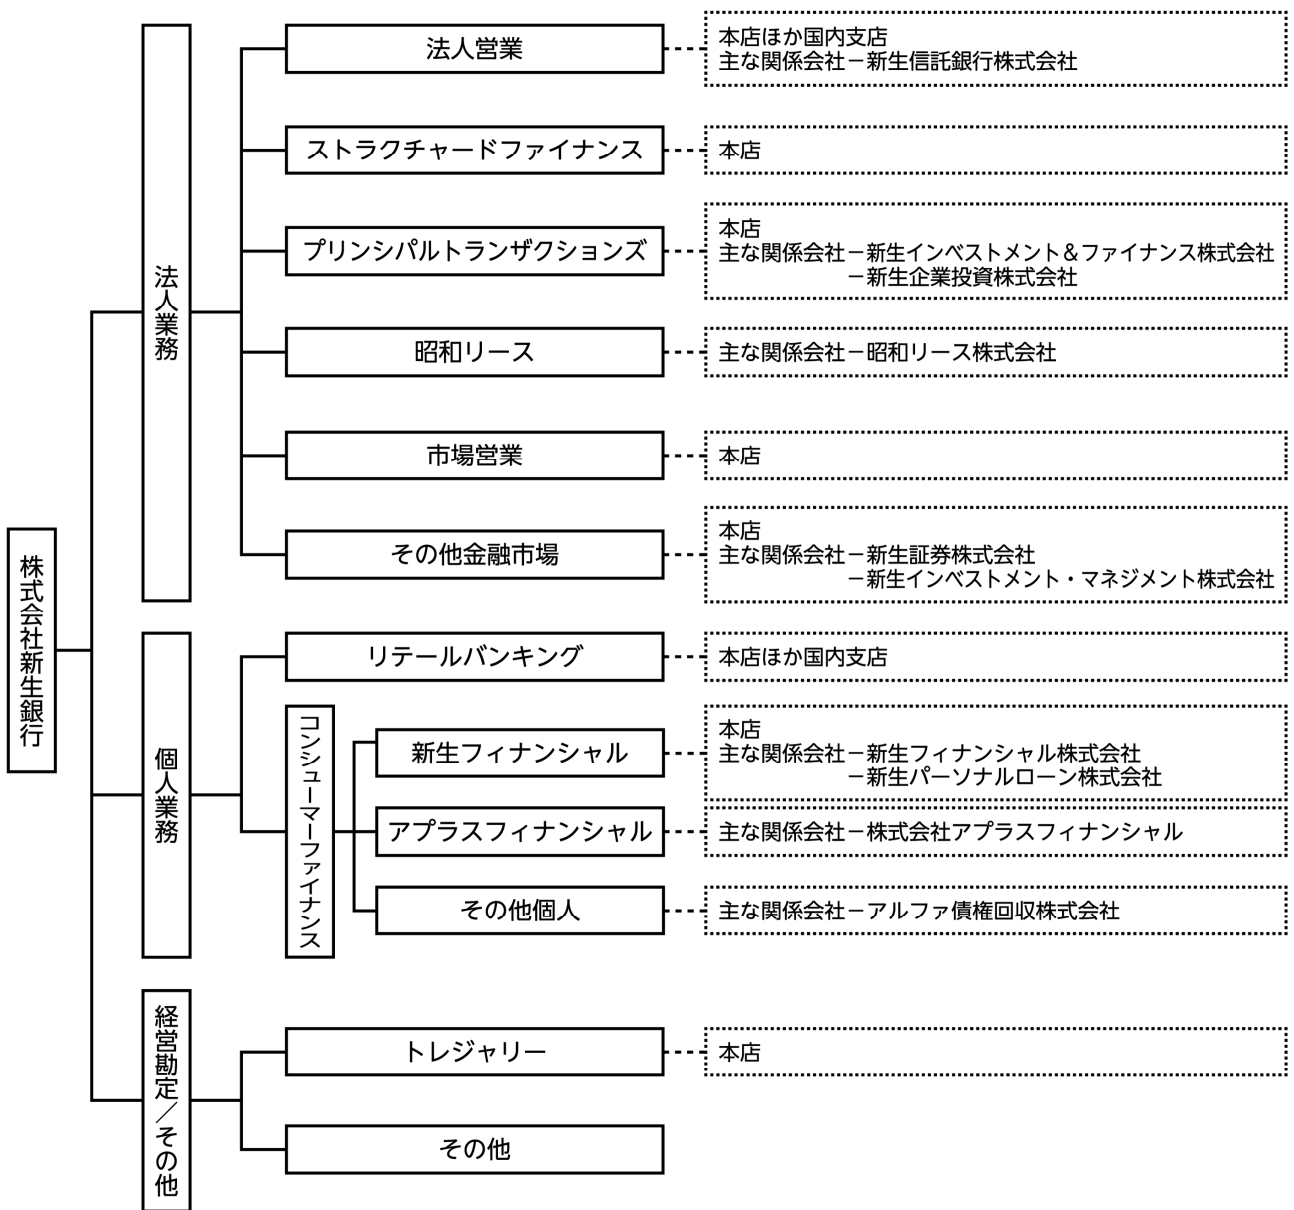 株式会社新生銀行
法人業務
法人営業
本店ほか国内支店
主な関係会社－新生信託銀行株式会社
ストラクチャードファイナンス
本店
プリンシパルトランザクションズ
本店
主な関係会社－新生インベストメント＆ファイナンス株式会社
－新生企業投資株式会社
昭和リース
主な関係会社－昭和リース株式会社
市場営業
本店
その他金融市場
本店
主な関係会社－新生証券株式会社
－新生インベストメント・マネジメント株式会社
個人業務
リテールバンキング
本店ほか国内支店
コンシューマーファイナンス
新生フィナンシャル
本店
主な関係会社－新生フィナンシャル株式会社
－新生パーソナルローン株式会社
アプラスフィナンシャル
主な関係会社－株式会社アプラスフィナンシャル
その他個人
主な関係会社－アルファ債権回収株式会社
経営勘定／その他
トレジャリー
本店
その他